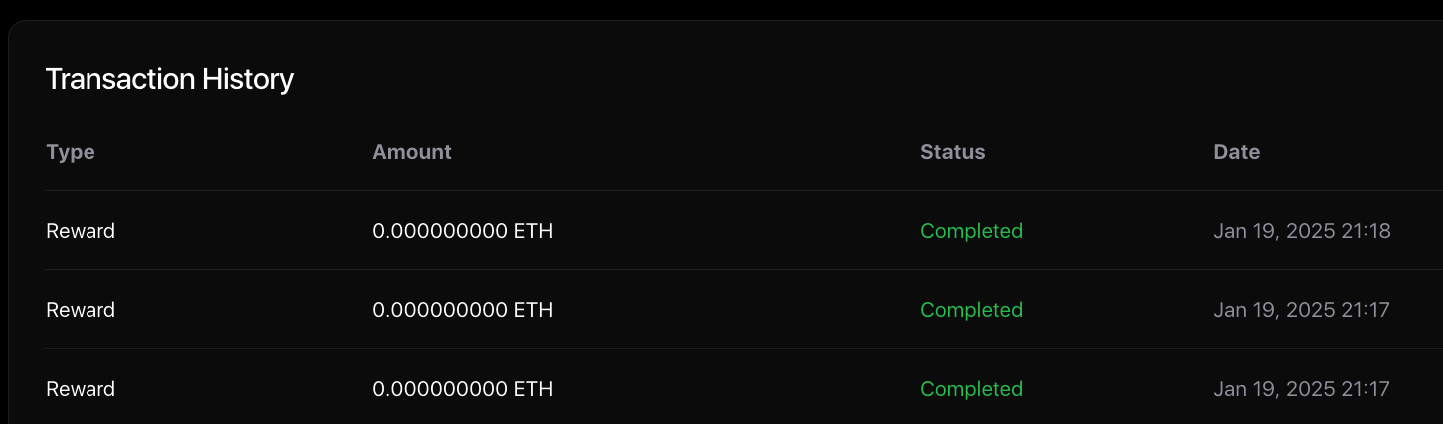 Transaction History
Type Amount Status Date
Reward 0.000000000 ETH Completed Jan 19, 2025 21:18
Reward 0.000000000 ETH Completed Jan 19, 2025 21:17
Reward 0.000000000 ETH Completed Jan 19, 2025 21:17